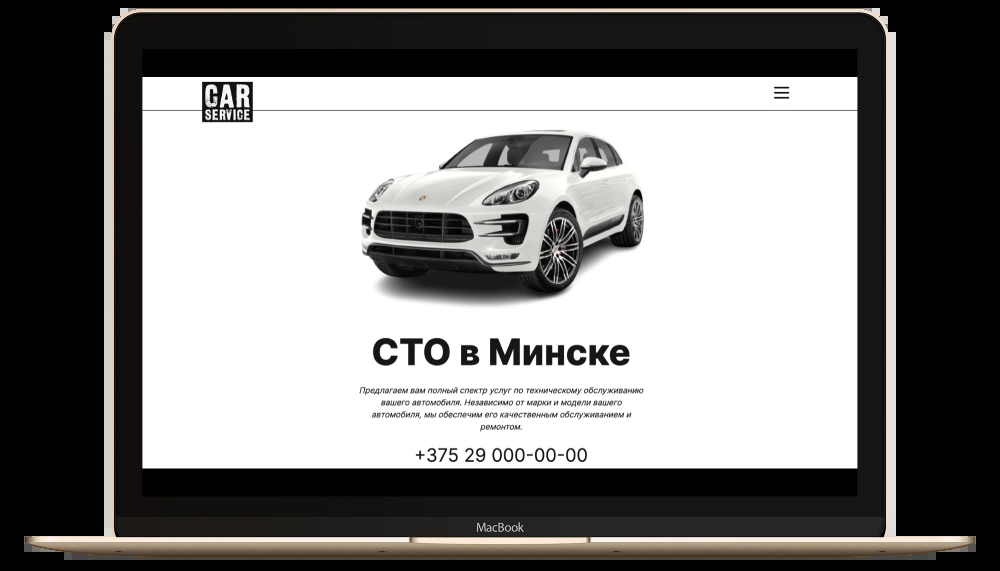 CAR
SERVICE
СТО в Минске
Предлагаем вам полный спектр услуг по техническому обслуживанию
вашего автомобиля. Независимо от марки и модели вашего
автомобиля, мы обеспечим его качественным обслуживанием и
ремонтом.
+375 29 000-00-00
MacBook